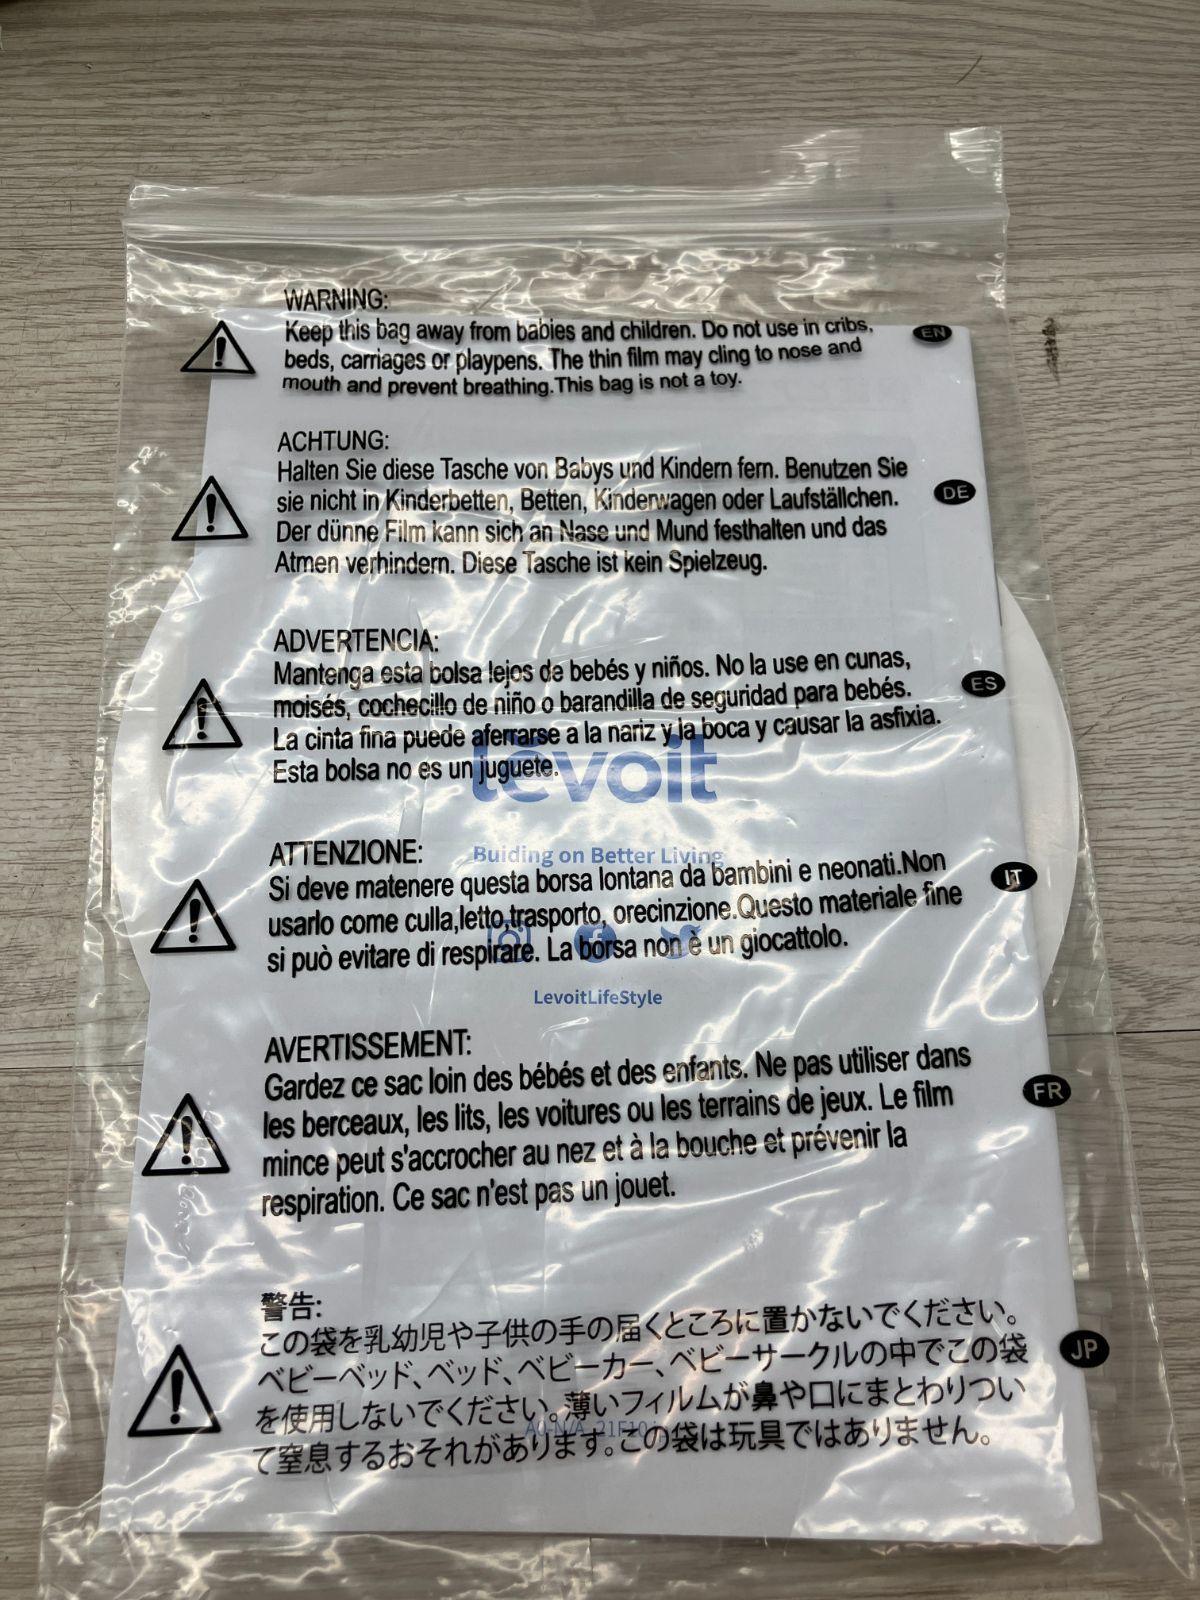 WARNING:
Keep this bag away from babies and children. Do not use in cribs,
beds, carriages or playpens. The thin film may cling to nose and
mouth and prevent breathing.This bag is not a toy.
EN
ACHTUNG:
Halten Sie diese Tasche von Babys und Kindern fern. Benutzen Sie
sie nicht in Kinderbetten, Betten, Kinderwagen oder Laufställchen.
Der dünne Film kann sich an Nase und Mund festhalten und das
Atmen verhindern. Diese Tasche ist kein Spielzeug.
DE
ADVERTENCIA:
Mantenga esta bolsa lejos de bebés y niños. No la use en cunas,
moisés, cochecillo de niño o barandilla de seguridad para bebés.
La cinta fina puede aferrarse a la nariz y la boca y causar la asfixia.
Esta bolsa no es un juguete.
ES
levoit
Buiding on Better Living
ATTENZIONE:
Si deve matenere questa borsa lontana da bambini e neonati.Non
usarlo come culla,letto,trasporto, orecinzione.Questo materiale fine
si può evitare di respirare. La borsa non è un giocattolo.
IT
LevoitLifeStyle
AVERTISSEMENT:
Gardez ce sac loin des bébés et des enfants. Ne pas utiliser dans
les berceaux, les lits, les voitures ou les terrains de jeux. Le film
mince peut s'accrocher au nez et à la bouche et prévenir la
respiration. Ce sac n'est pas un jouet.
FR
警告:
この袋を乳幼児や子供の手の届くところに置かないでください。
ベビーベッド、ベッド、ベビーカー、ベビーサークルの中でこの袋
を使用しないでください。薄いフィルムが鼻や口にまとわりつい
て窒息するおそれがあります。この袋は玩具ではありません。
JP